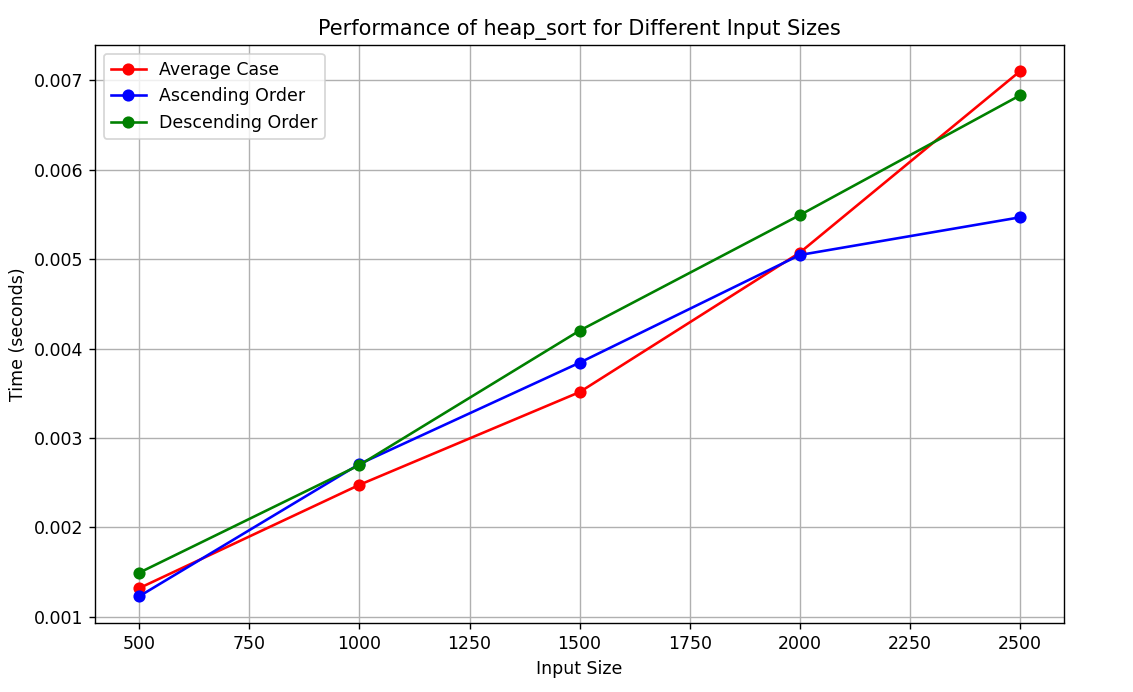 Performance of heap_sort for Different Input Sizes
Average Case
Ascending Order
Descending Order
Time (seconds)
0.007
0.006
0.005
0.004
0.003
0.002
0.001
500 750 1000 1250 1500 1750 2000 2250 2500
Input Size